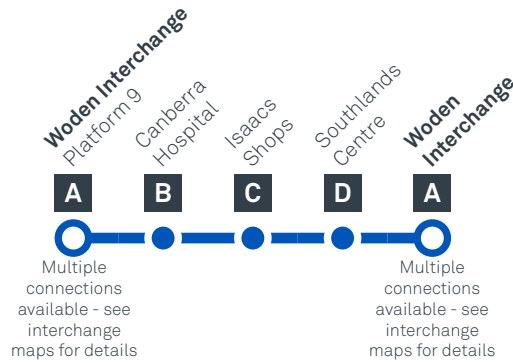 Woden Interchange
Platform 9
Canberra
Hospital
Isaacs
Shops
Southlands
Centre
Woden
Interchange
A
B
C
D
A
Multiple
connections
available - see
interchange
maps for details
Multiple
connections
available - see
interchange
maps for details